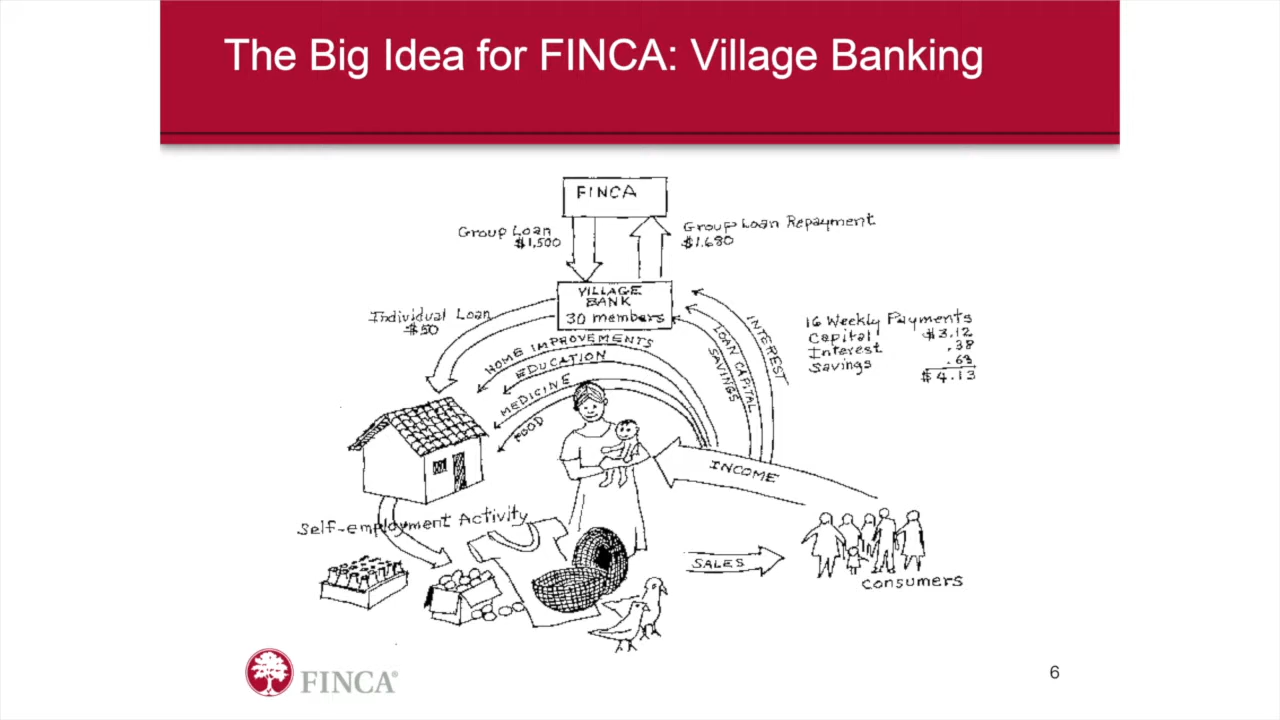 The Big Idea for FINCA: Village Banking
FINCA
Group Loan
$1,500
Group Loan Repayment
$1,680
VILLAGE
BANK
30 members
Individual Loan
$50
HOME IMPROVEMENTS
EDUCATION
MEDICINE
FOOD
INTEREST
LOAN CAPITAL
SAVINGS
16 Weekly Payments
Capital $3.12
Interest .38
Savings .63
$4.13
INCOME
Self-employment Activity
SALES
Consumers
FINCA®
6